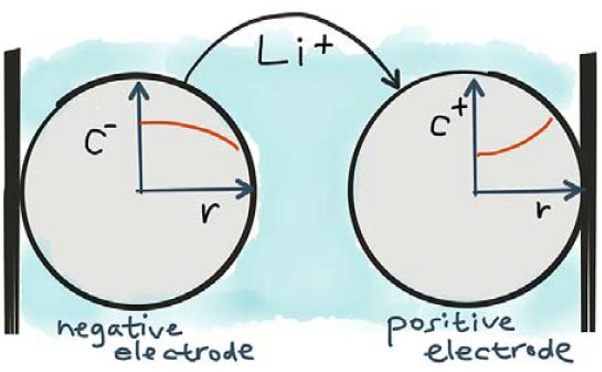 Li+
C-
r
C+
r
negative
electrode
positive
electrode